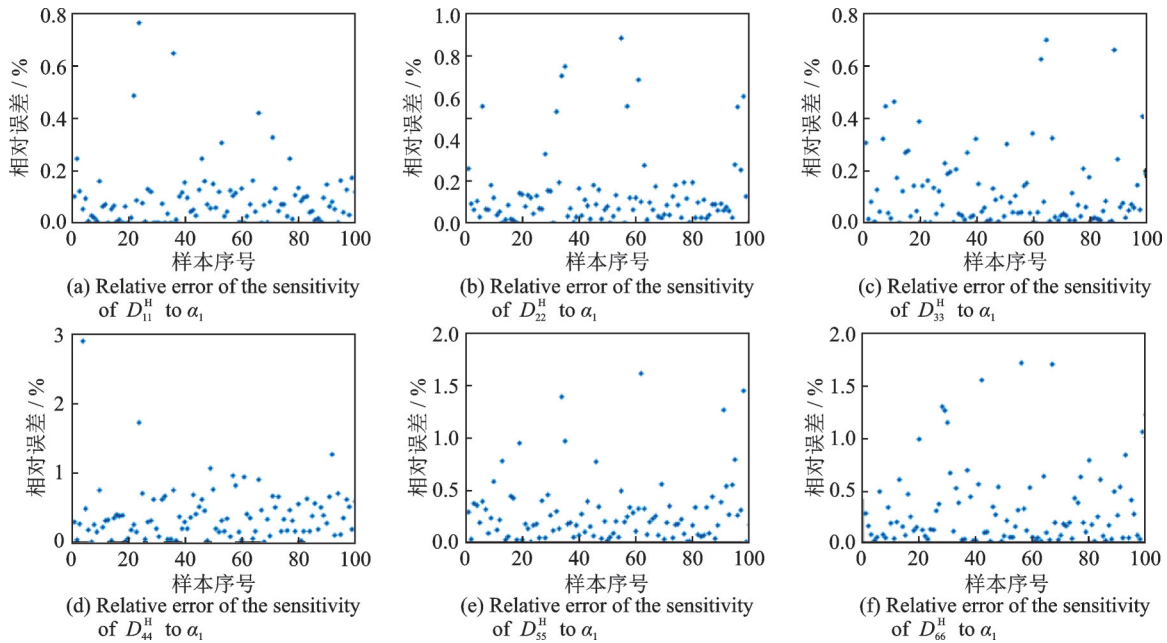 0.8
0.6
0.4
0.2
0.0
相对误差 / %
0 20 40 60 80 100
样本序号
(a) Relative error of the sensitivity
of D₁₁ᴴ to α₁
1.0
0.8
0.6
0.4
0.2
0.0
相对误差 / %
0 20 40 60 80 100
样本序号
(b) Relative error of the sensitivity
of D₂₂ᴴ to α₁
0.8
0.6
0.4
0.2
0.0
相对误差 / %
0 20 40 60 80 100
样本序号
(c) Relative error of the sensitivity
of D₃₃ᴴ to α₁
3
2
1
0
相对误差 / %
0 20 40 60 80 100
样本序号
(d) Relative error of the sensitivity
of D₄₄ᴴ to α₁
2.0
1.5
1.0
0.5
0.0
相对误差 / %
0 20 40 60 80 100
样本序号
(e) Relative error of the sensitivity
of D₅₅ᴴ to α₁
2.0
1.5
1.0
0.5
0.0
相对误差 / %
0 20 40 60 80 100
样本序号
(f) Relative error of the sensitivity
of D₆₆ᴴ to α₁